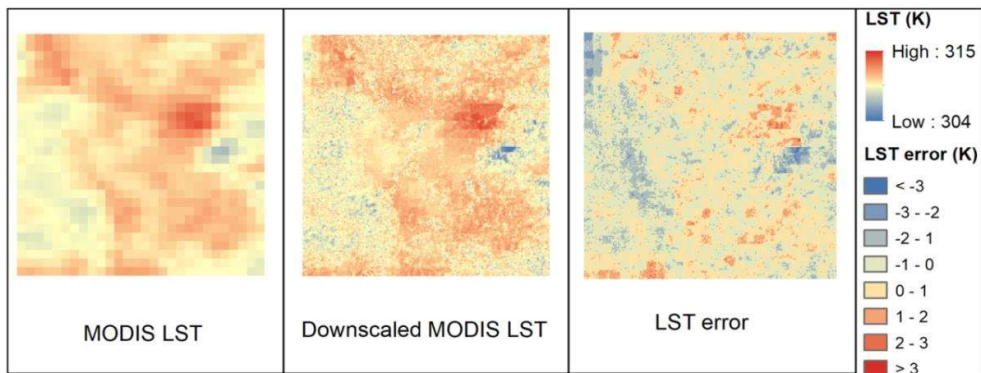 MODIS LST
Downscaled MODIS LST
LST error
LST (K)
High : 315
Low : 304
LST error (K)
< -3
-3 - -2
-2 - 1
-1 - 0
0 - 1
1 - 2
2 - 3
> 3